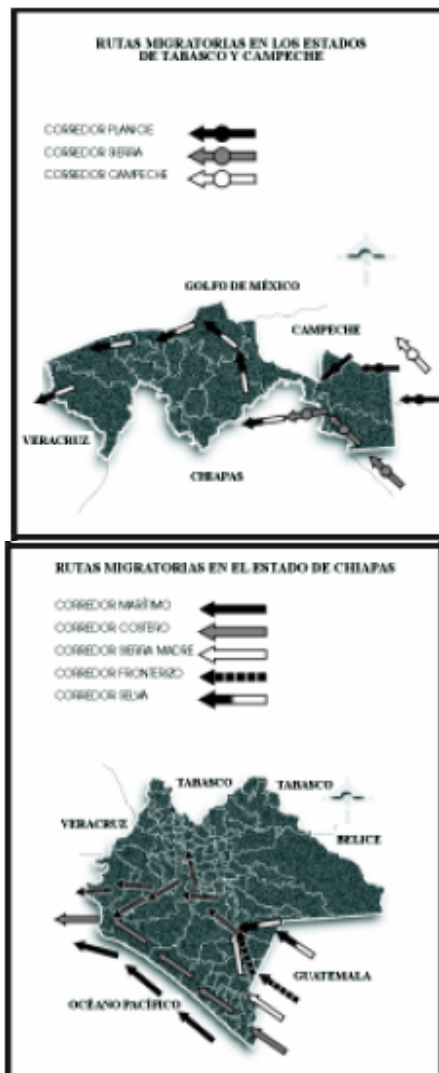 RUTAS MIGRATORIAS EN LOS ESTADOS
DE TABASCO Y CAMPECHE
CORREDOR PLANICIE
CORREDOR SIERRA
CORREDOR CAMPECHE
GOLFO DE MÉXICO
CAMPECHE
VERACRUZ
CHIAPAS
RUTAS MIGRATORIAS EN EL ESTADO DE CHIAPAS
CORREDOR MARÍTIMO
CORREDOR COSTERO
CORREDOR SIERRA MADRE
CORREDOR FRONTERIZO
CORREDOR SELVA
TABASCO
TABASCO
VERACRUZ
BELICE
GUATEMALA
OCÉANO PACÍFICO